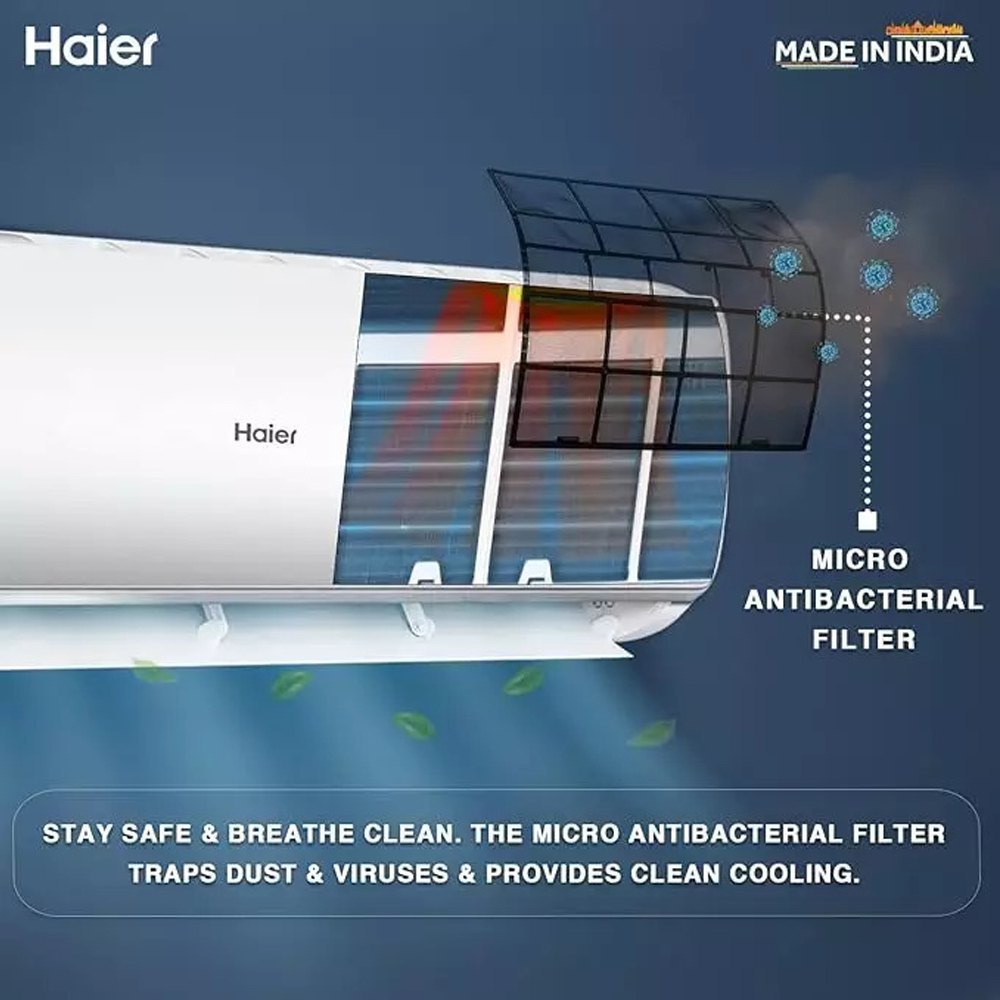 Haier
MADE IN INDIA
Haier
MICRO
ANTIBACTERIAL
FILTER
STAY SAFE & BREATHE CLEAN. THE MICRO ANTIBACTERIAL FILTER
TRAPS DUST & VIRUSES & PROVIDES CLEAN COOLING.